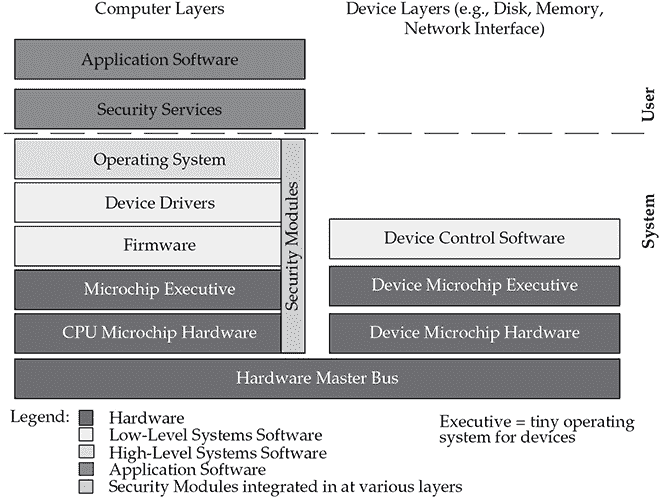 Computer Layers
Device Layers (e.g., Disk, Memory,
Network Interface)
Application Software
Security Services
User
Operating System
Device Drivers
Firmware
Microchip Executive
CPU Microchip Hardware
Security Modules
System
Device Control Software
Device Microchip Executive
Device Microchip Hardware
Hardware Master Bus
Legend:
Hardware
Low-Level Systems Software
High-Level Systems Software
Application Software
Security Modules integrated in at various layers
Executive = tiny operating
system for devices